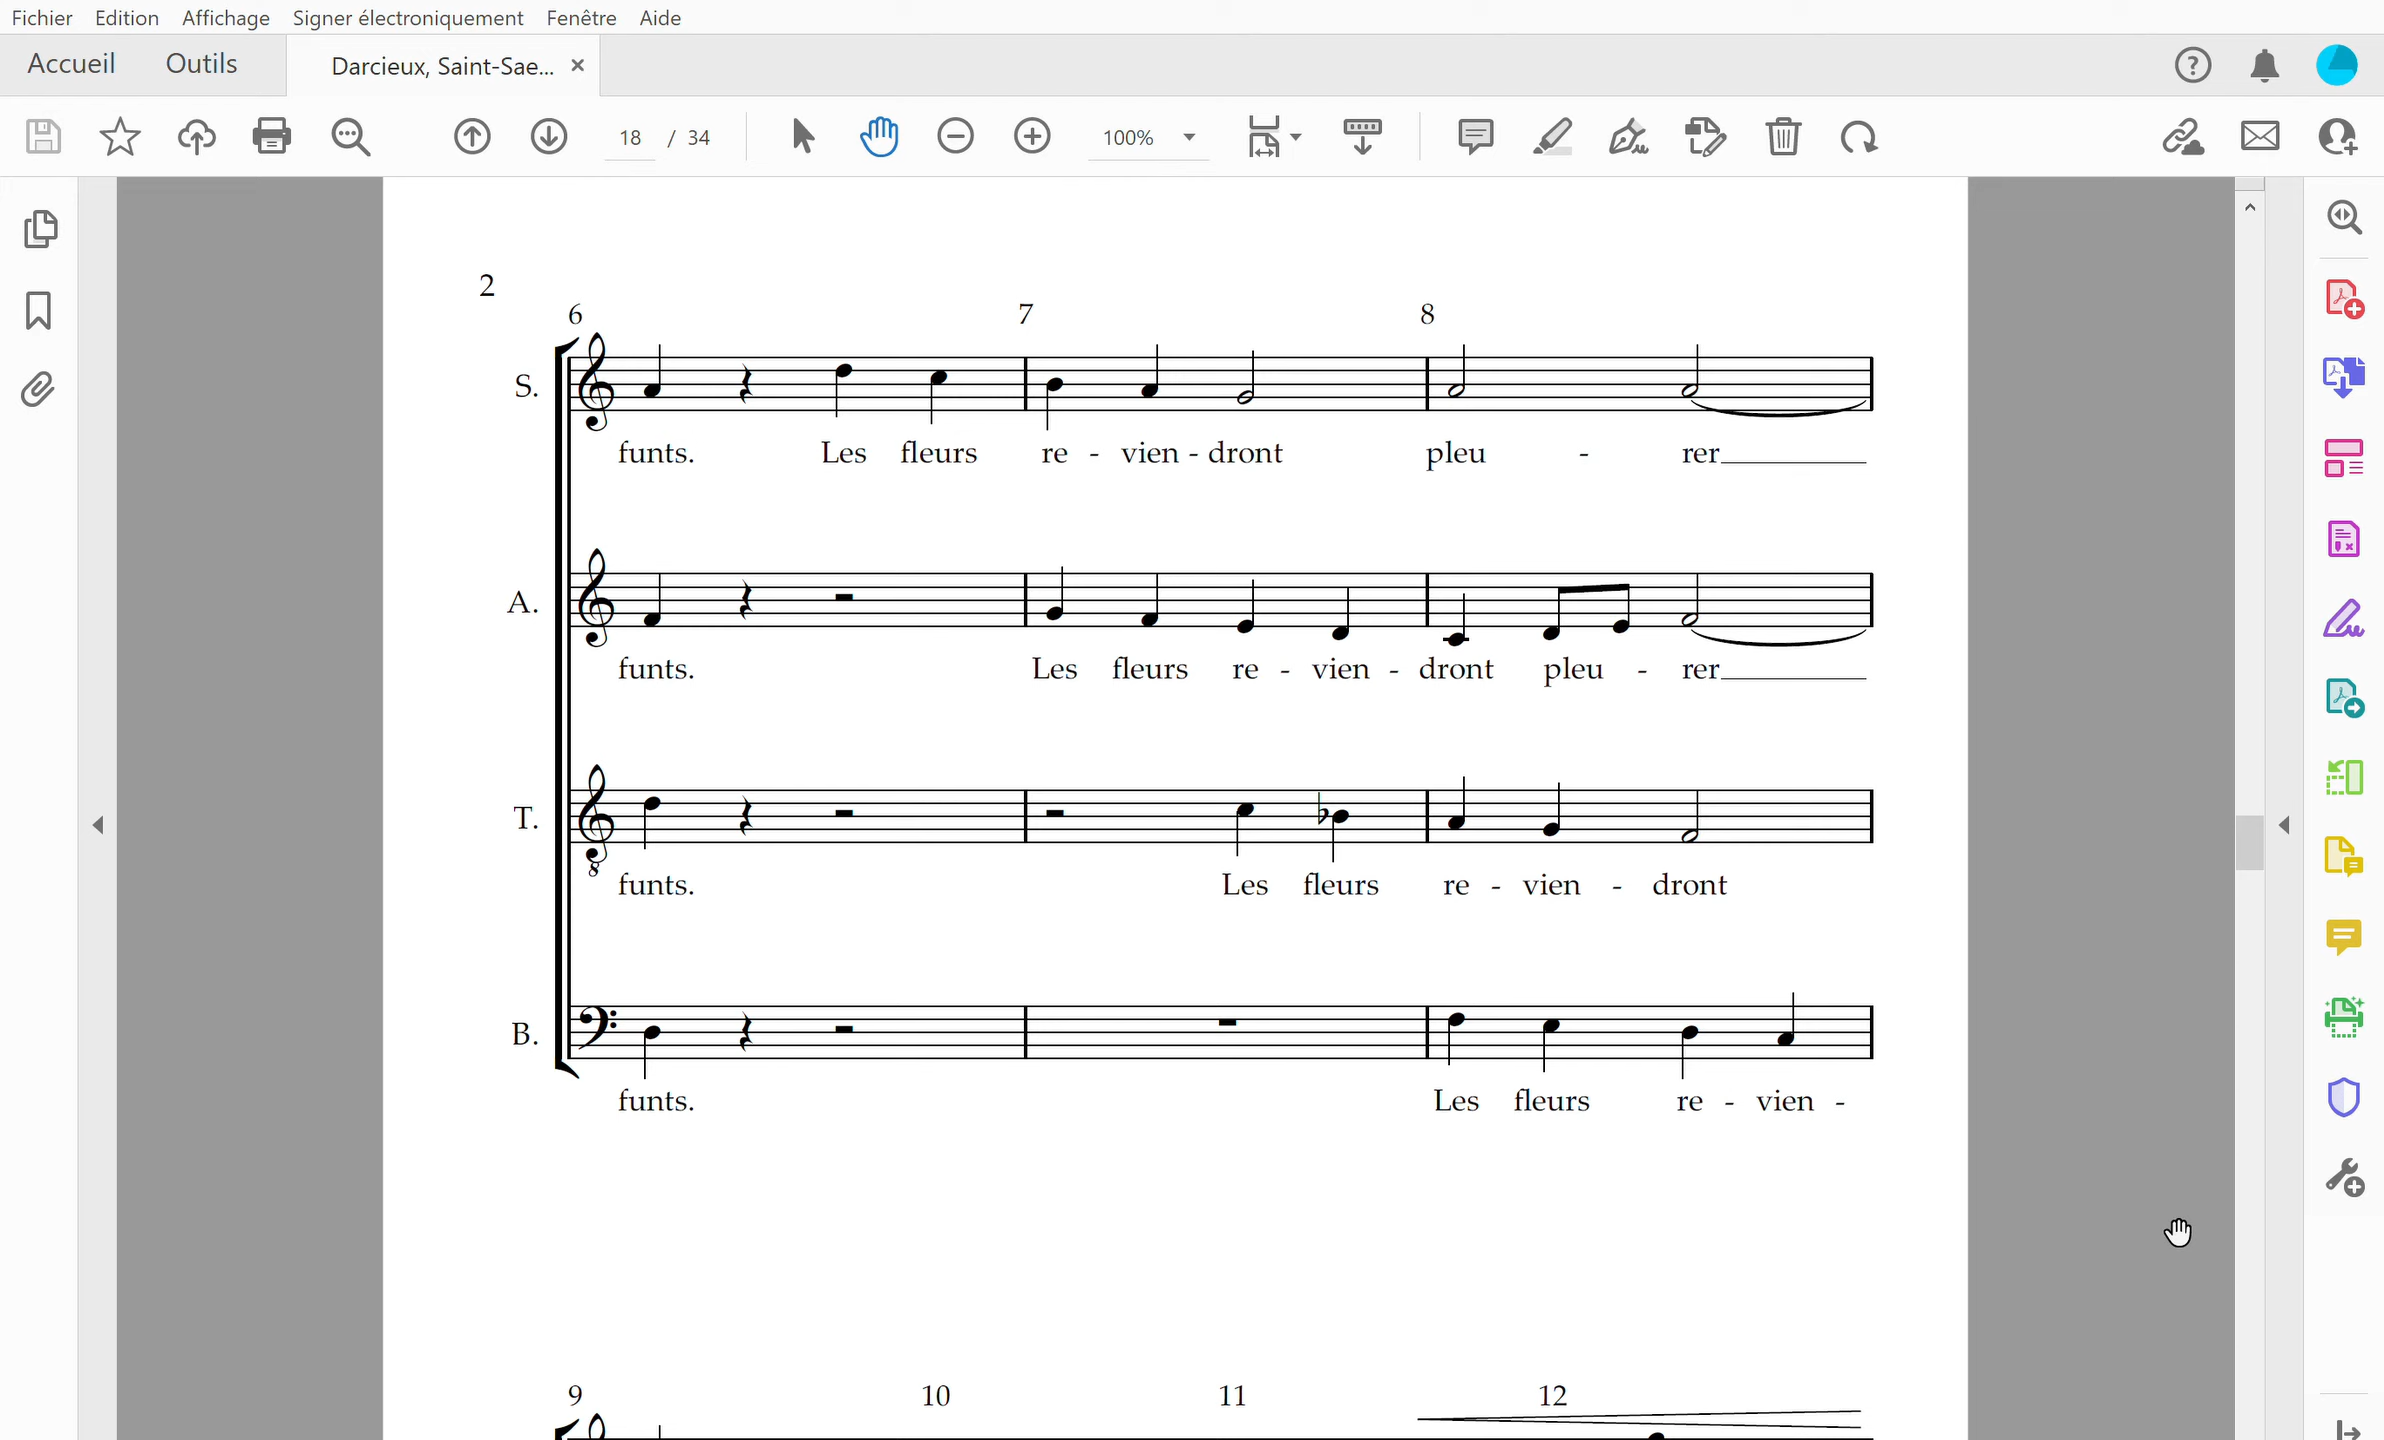 Fichier Edition Affichage Signer électroniquement Fenêtre Aide
Accueil Outils Darcieux, Saint-Sae... ×
18 / 34 100%
2
6 7 8
S.
funts. Les fleurs re - vien - dront pleu - rer
A.
funts. Les fleurs re - vien - dront pleu - rer
T.
8
funts. Les fleurs re - vien - dront
B.
funts. Les fleurs re - vien -
9 10 11 12